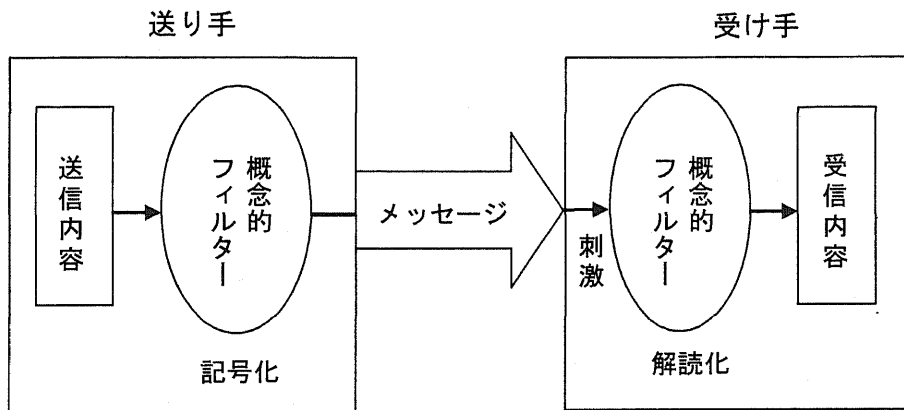 送り手
受け手
送信内容
概念的
フィルター
メッセージ
刺激
概念的
フィルター
受信内容
記号化
解読化